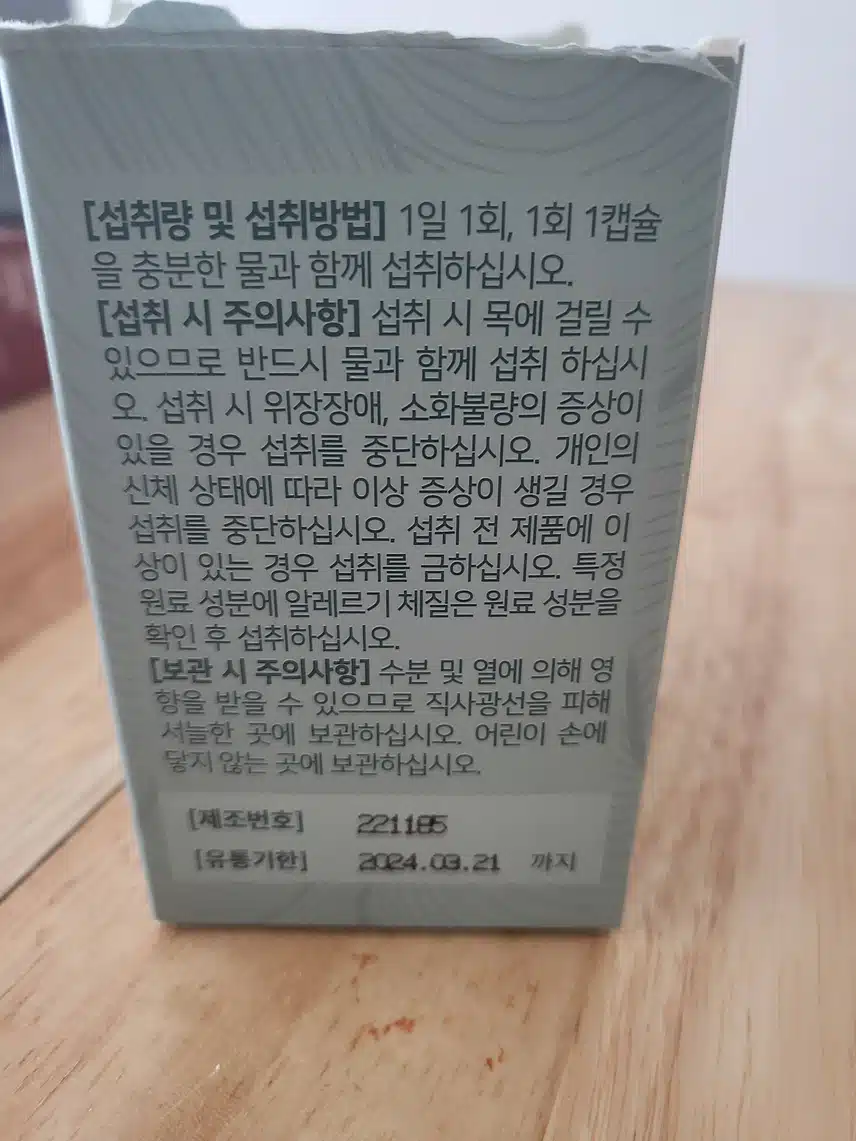 [섭취량 및 섭취방법] 1일 1회, 1회 1캡슐
을 충분한 물과 함께 섭취하십시오.
[섭취 시 주의사항] 섭취 시 목에 걸릴 수
있으므로 반드시 물과 함께 섭취 하십시
오. 섭취 시 위장장애, 소화불량의 증상이
있을 경우 섭취를 중단하십시오. 개인의
신체 상태에 따라 이상 증상이 생길 경우
섭취를 중단하십시오. 섭취 전 제품에 이
상이 있는 경우 섭취를 금하십시오. 특정
원료 성분에 알레르기 체질은 원료 성분을
확인 후 섭취하십시오.
[보관 시 주의사항] 수분 및 열에 의해 영
향을 받을 수 있으므로 직사광선을 피해
서늘한 곳에 보관하십시오. 어린이 손에
닿지 않는 곳에 보관하십시오.
[제조번호] 221185
[유통기한] 2024.03.21 까지